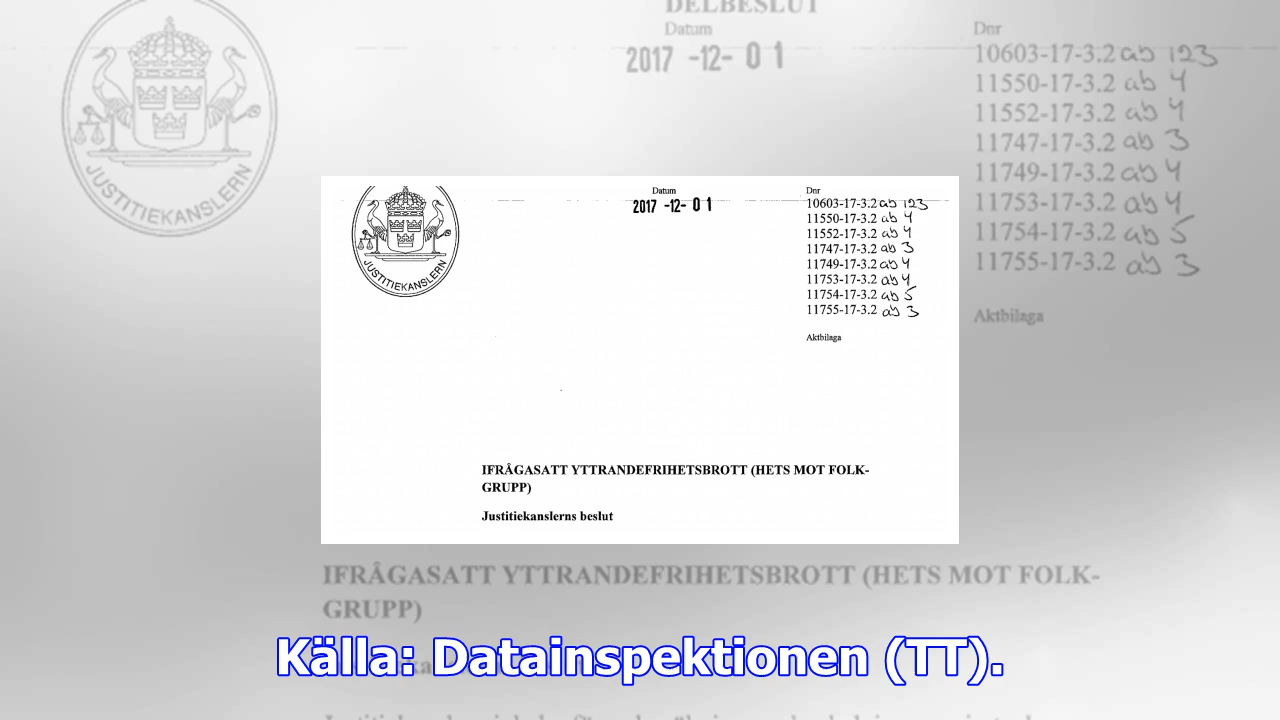 DELBESLUT
Datum
2017 -12- 0 1
Dnr
10603-17-3.2 ab 123
11550-17-3.2 ab 4
11552-17-3.2 ab 4
11747-17-3.2 ab 3
11749-17-3.2 ab 4
11753-17-3.2 ab 4
11754-17-3.2 ab 5
11755-17-3.2 ab 3
Aktbilaga
JUSTITIEKANSLERN
Datum
2017 -12- 0 1
Dnr
10603-17-3.2 ab 123
11550-17-3.2 ab 4
11552-17-3.2 ab 4
11747-17-3.2 ab 3
11749-17-3.2 ab 4
11753-17-3.2 ab 4
11754-17-3.2 ab 5
11755-17-3.2 ab 3
Aktbilaga
JUSTITIEKANSLERN
IFRÅGASATT YTTRANDEFRIHETSBROTT (HETS MOT FOLK-
GRUPP)
Justitiekanslerns beslut
IFRÅGASATT YTTRANDEFRIHETSBROTT (HETS MOT FOLK-
GRUPP)
Källa: Datainspektionen (TT).